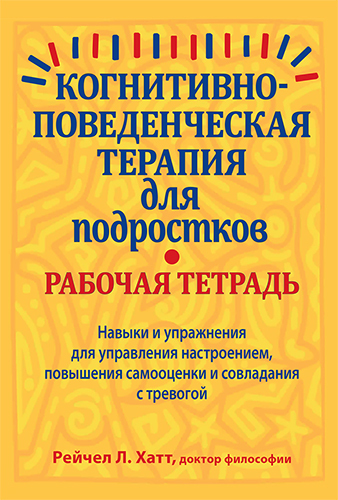 КОГНИТИВНО-
ПОВЕДЕНЧЕСКАЯ
ТЕРАПИЯ
для
подростков
РАБОЧАЯ ТЕТРАДЬ
Навыки и упражнения
для управления настроением,
повышения самооценки и совладания
с тревогой
Рейчел Л. Хатт, доктор философии